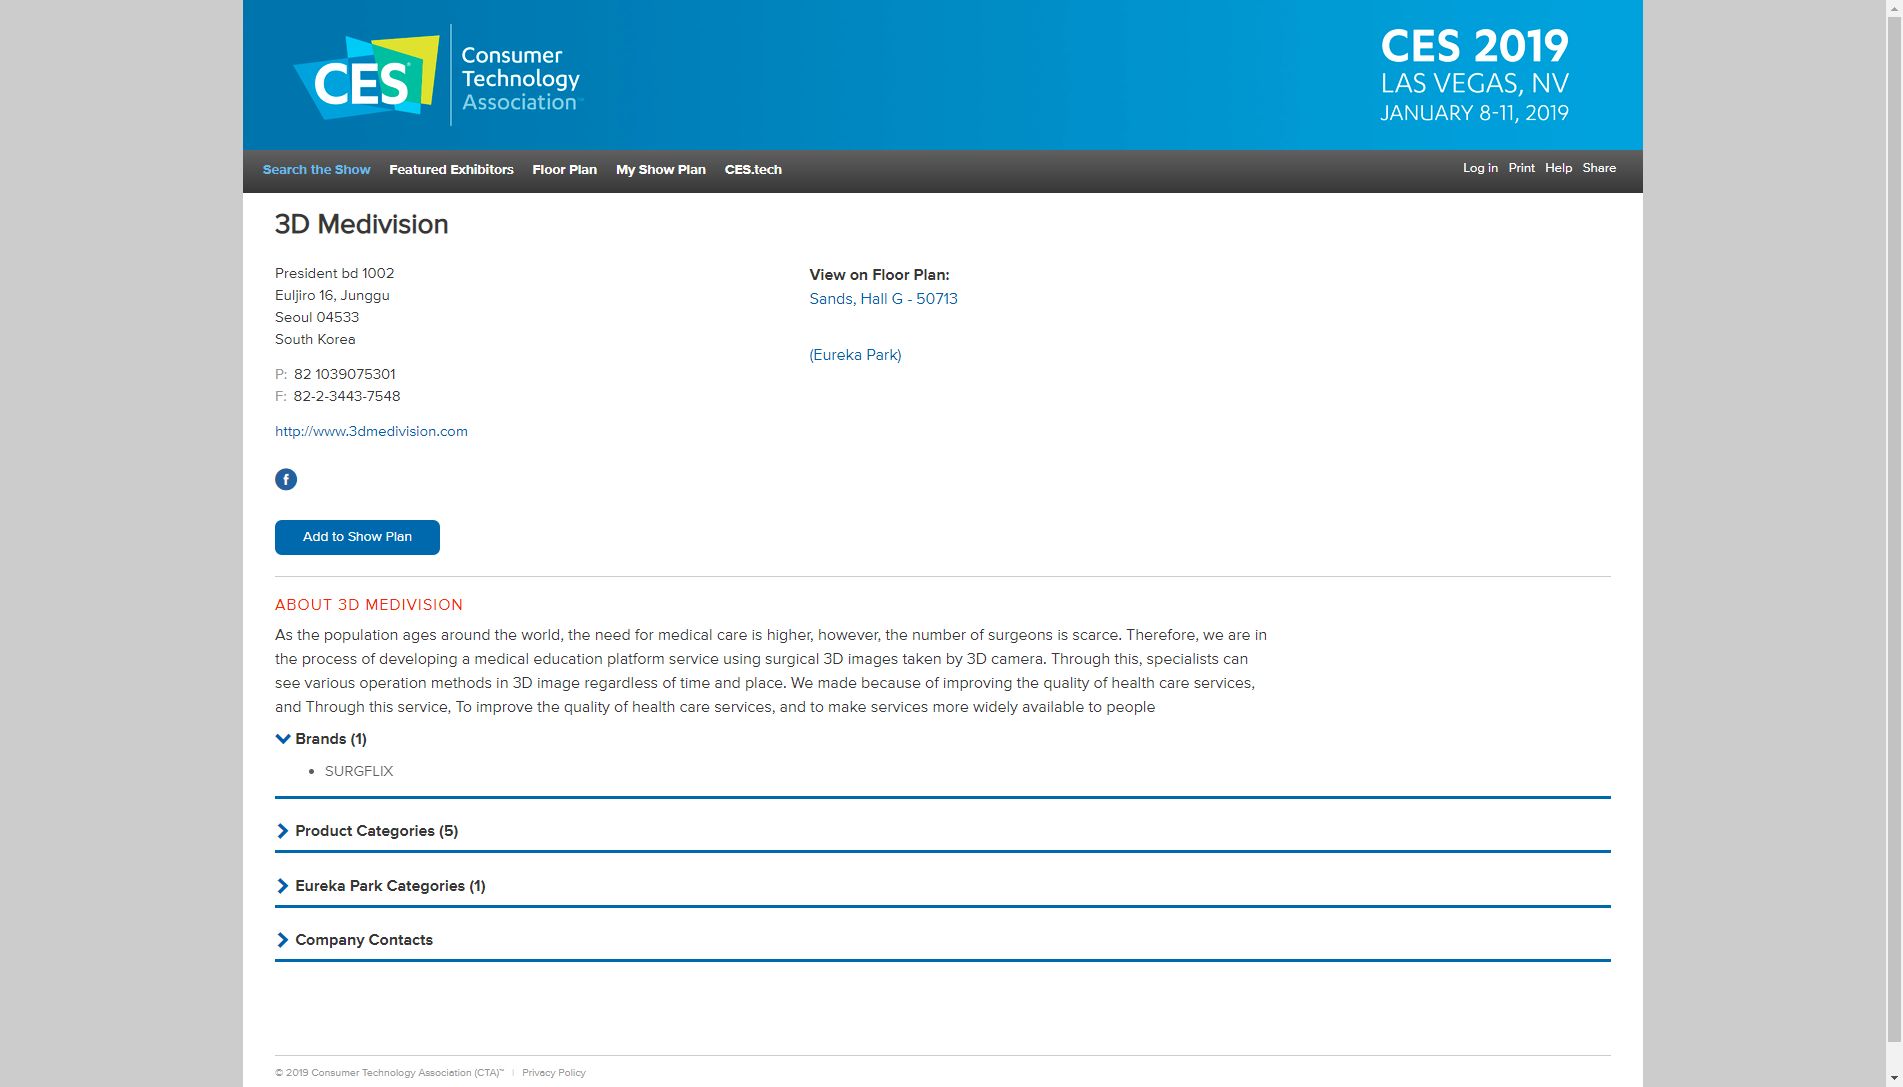 CES
Consumer
Technology
Association™
CES 2019
LAS VEGAS, NV
JANUARY 8-11, 2019
Search the Show Featured Exhibitors Floor Plan My Show Plan CES.tech
Log in Print Help Share
3D Medivision
President bd 1002
Euljiro 16, Junggu
Seoul 04533
South Korea
P: 82 1039075301
F: 82-2-3443-7548
http://www.3dmedivision.com
f
Add to Show Plan
View on Floor Plan:
Sands, Hall G - 50713
(Eureka Park)
ABOUT 3D MEDIVISION
As the population ages around the world, the need for medical care is higher, however, the number of surgeons is scarce. Therefore, we are in
the process of developing a medical education platform service using surgical 3D images taken by 3D camera. Through this, specialists can
see various operation methods in 3D image regardless of time and place. We made because of improving the quality of health care services,
and Through this service, To improve the quality of health care services, and to make services more widely available to people
Brands (1)
• SURGFLIX
Product Categories (5)
Eureka Park Categories (1)
Company Contacts
© 2019 Consumer Technology Association (CTA)™ | Privacy Policy